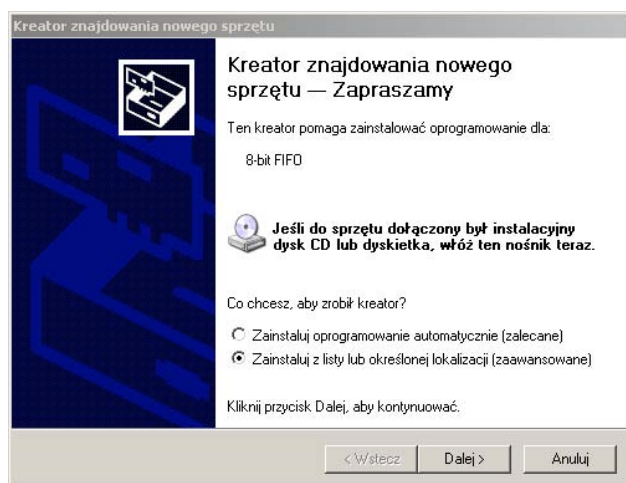 Kreator znajdowania nowego sprzętu
Kreator znajdowania nowego
sprzętu — Zapraszamy
Ten kreator pomaga zainstalować oprogramowanie dla:
8-bit FIFO
Jeśli do sprzętu dołączony był instalacyjny
dysk CD lub dyskietka, włóż ten nośnik teraz.
Co chcesz, aby zrobił kreator?
Zainstaluj oprogramowanie automatycznie (zalecane)
Zainstaluj z listy lub określonej lokalizacji (zaawansowane)
Kliknij przycisk Dalej, aby kontynuować.
< Wstecz Dalej > Anuluj